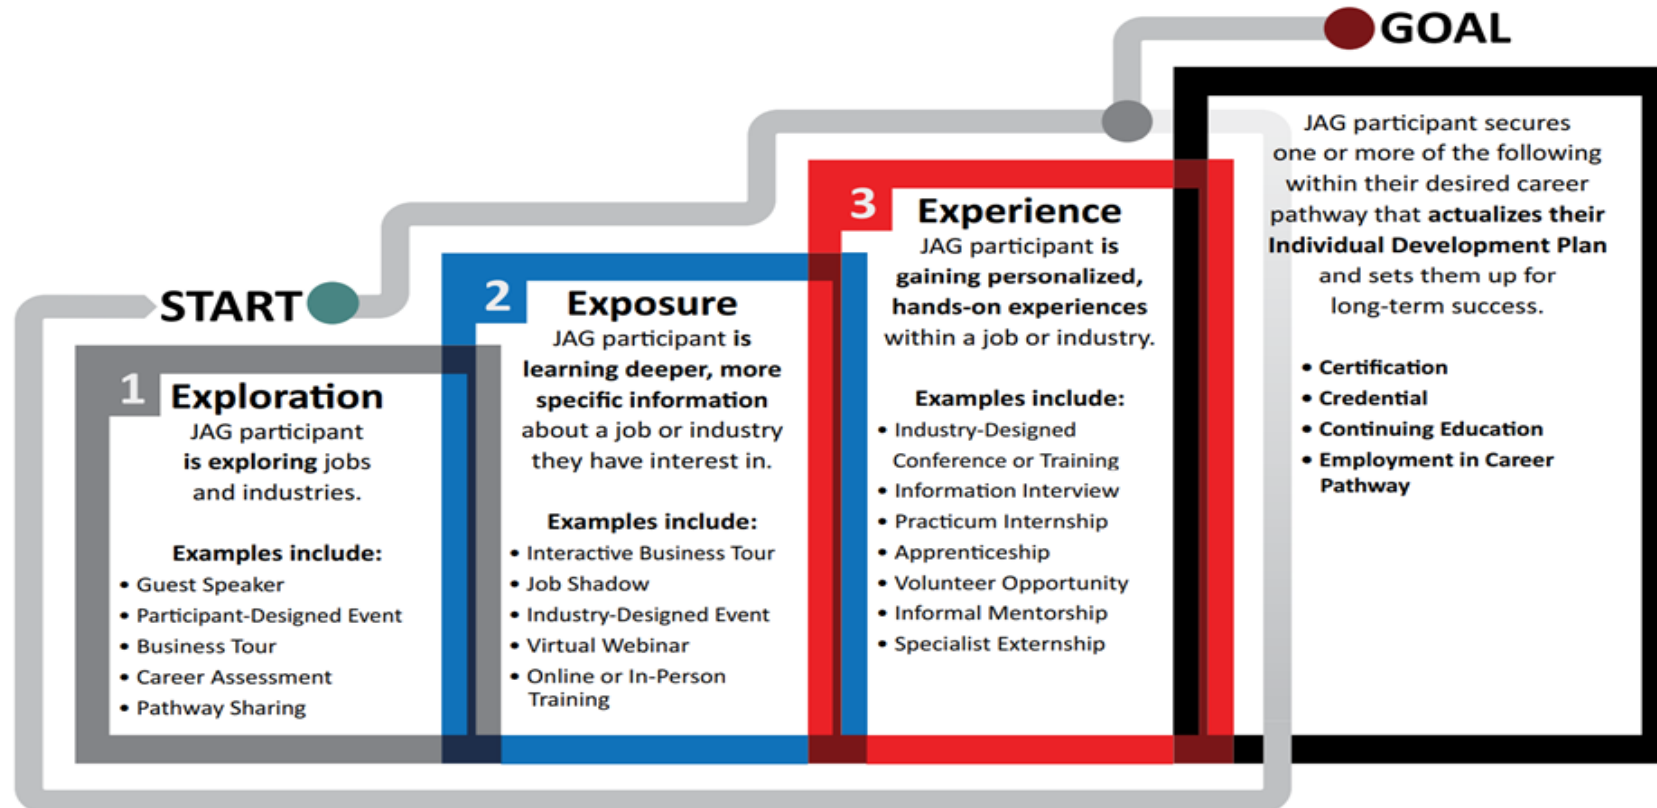 GOAL
START
1
Exploration
JAG participant
is exploring jobs
and industries.
Examples include:
• Guest Speaker
• Participant-Designed Event
• Business Tour
• Career Assessment
• Pathway Sharing
2
Exposure
JAG participant is
learning deeper, more
specific information
about a job or industry
they have interest in.
Examples include:
• Interactive Business Tour
• Job Shadow
• Industry-Designed Event
• Virtual Webinar
• Online or In-Person
Training
3
Experience
JAG participant is
gaining personalized,
hands-on experiences
within a job or industry.
Examples include:
• Industry-Designed
Conference or Training
• Information Interview
• Practicum Internship
• Apprenticeship
• Volunteer Opportunity
• Informal Mentorship
• Specialist Externship
JAG participant secures
one or more of the following
within their desired career
pathway that actualizes their
Individual Development Plan
and sets them up for
long-term success.
• Certification
• Credential
• Continuing Education
• Employment in Career
Pathway